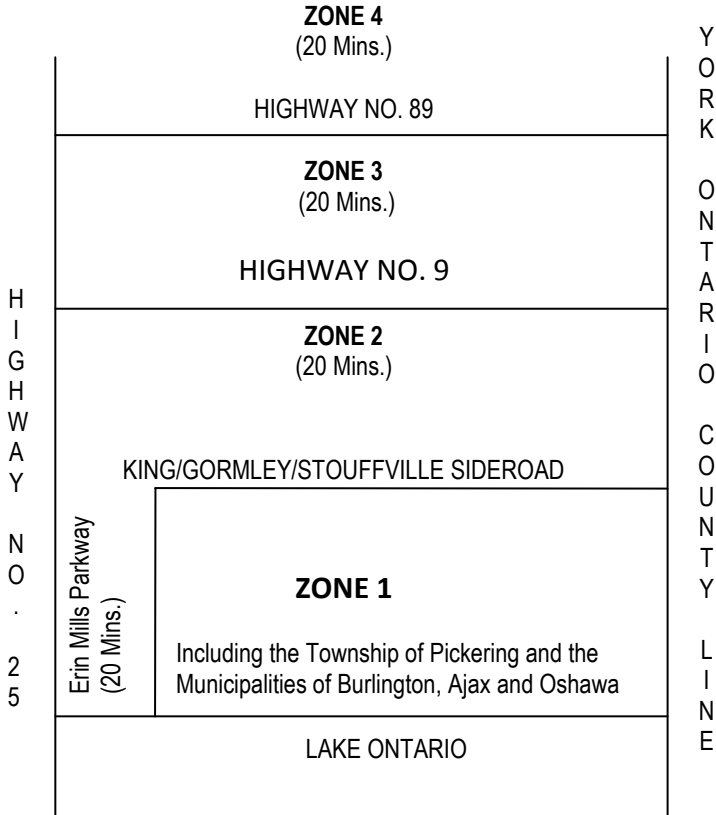 ZONE 4
(20 Mins.)
HIGHWAY NO. 89
ZONE 3
(20 Mins.)
HIGHWAY NO. 9
ZONE 2
(20 Mins.)
KING/GORMLEY/STOUFFVILLE SIDEROAD
HIGHWAY NO. 25
Erin Mills Parkway
(20 Mins.)
ZONE 1
Including the Township of Pickering and the
Municipalities of Burlington, Ajax and Oshawa
LAKE ONTARIO
YORK ONTARIO COUNTY LINE